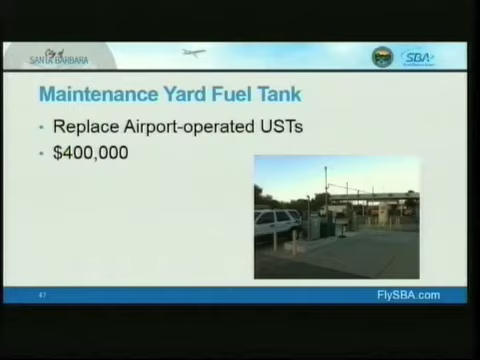 City of
SANTA BARBARA
SBA
Maintenance Yard Fuel Tank
• Replace Airport-operated USTs
• $400,000
47
FlySBA.com